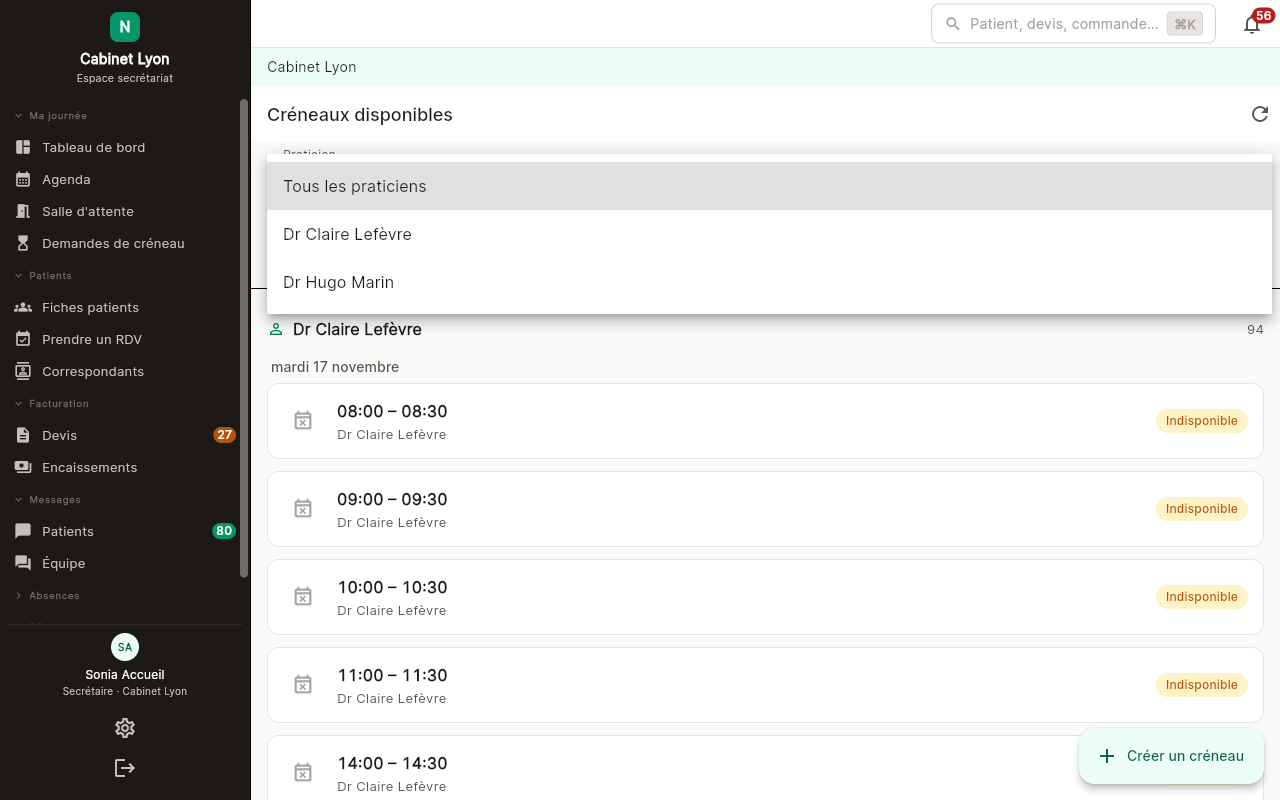 N
Cabinet Lyon
Espace secrétariat
Ma journée
Tableau de bord
Agenda
Salle d'attente
Demandes de créneau
Patients
Fiches patients
Prendre un RDV
Correspondants
Facturation
Devis 27
Encaissements
Messages
Patients 80
Équipe
Absences
SA
Sonia Accueil
Secrétaire · Cabinet Lyon
Patient, devis, commande... ⌘K
56
Cabinet Lyon
Créneaux disponibles
Praticien
Tous les praticiens
Dr Claire Lefèvre
Dr Hugo Marin
Dr Claire Lefèvre 94
mardi 17 novembre
08:00 – 08:30
Dr Claire Lefèvre
Indisponible
09:00 – 09:30
Dr Claire Lefèvre
Indisponible
10:00 – 10:30
Dr Claire Lefèvre
Indisponible
11:00 – 11:30
Dr Claire Lefèvre
Indisponible
14:00 – 14:30
Dr Claire Lefèvre
Créer un créneau